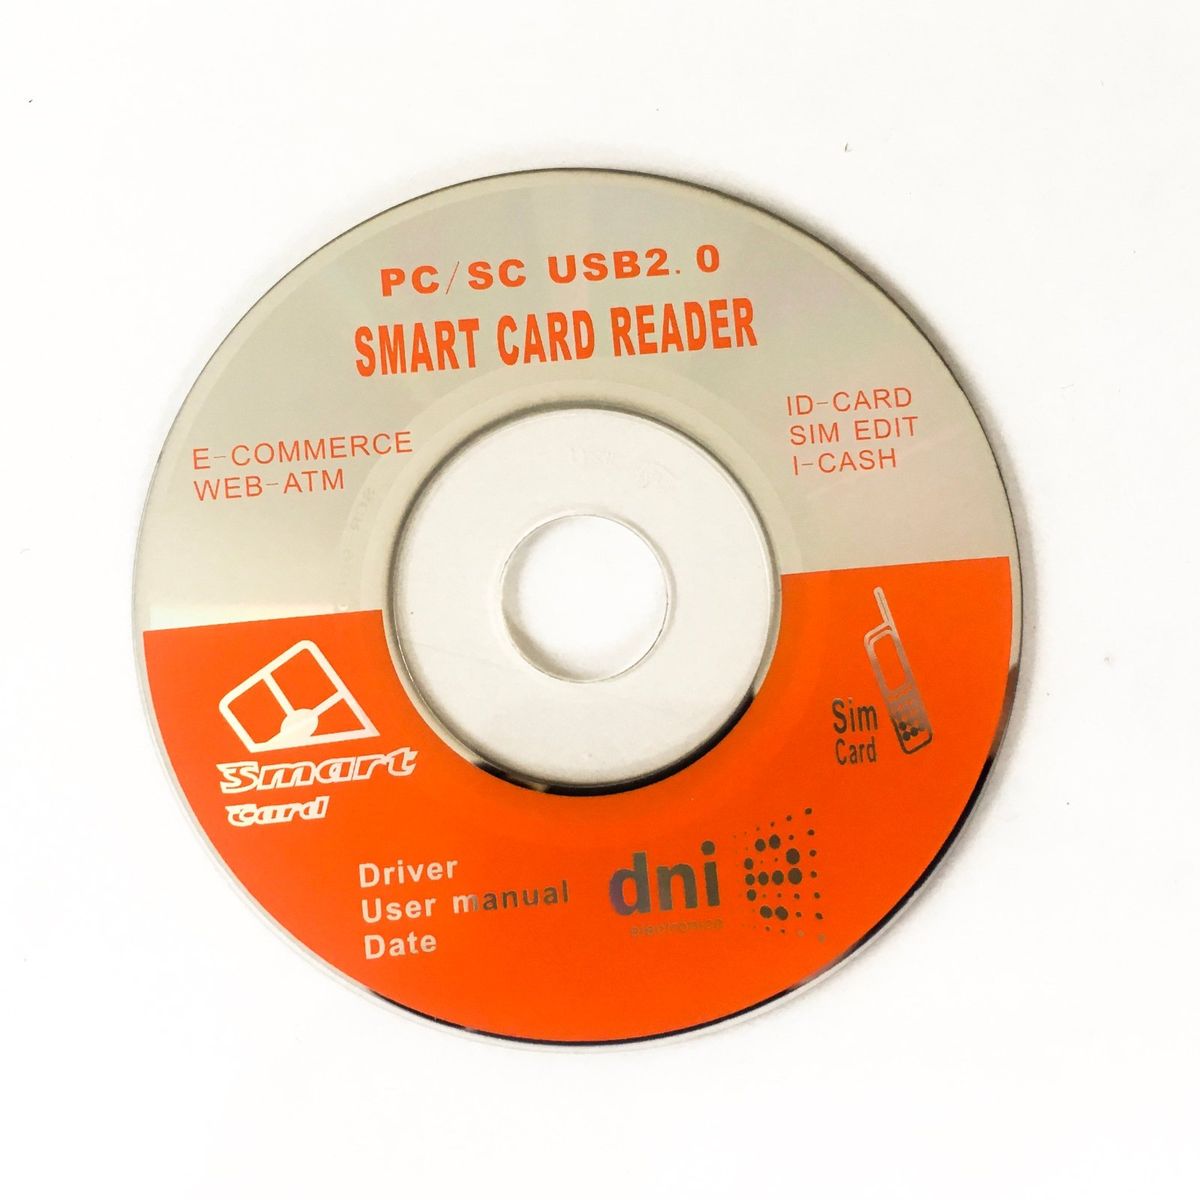 PC/SC USB2.0
SMART CARD READER
E-COMMERCE
WEB-ATM
ID-CARD
SIM EDIT
I-CASH
Smart
Card
Sim
Card
Driver
User manual
Date
dni
electrónico